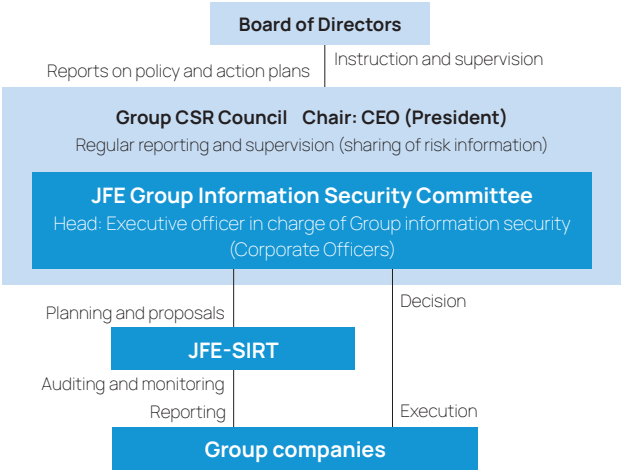 Board of Directors
Reports on policy and action plans
Instruction and supervision
Group CSR Council Chair: CEO (President)
Regular reporting and supervision (sharing of risk information)
JFE Group Information Security Committee
Head: Executive officer in charge of Group information security
(Corporate Officers)
Planning and proposals
Decision
JFE-SIRT
Auditing and monitoring
Reporting
Execution
Group companies